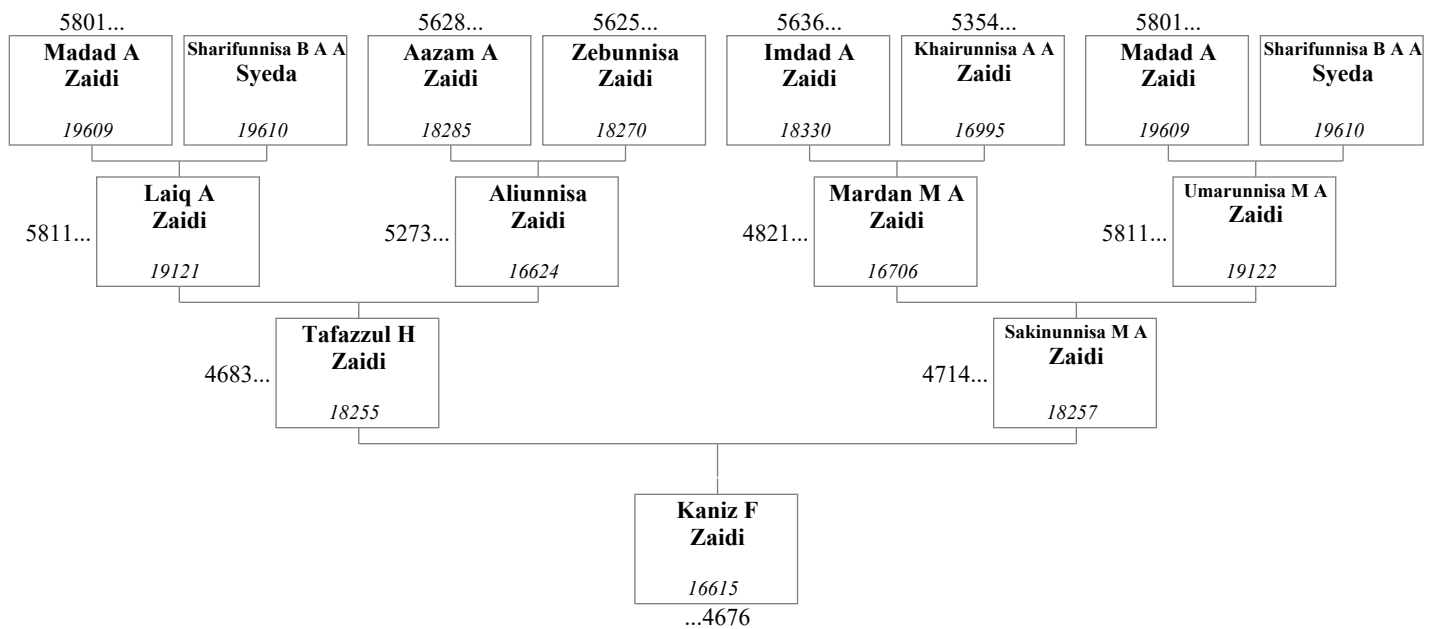 5801... 5628... 5625... 5636... 5354... 5801...
Madad A Sharifunnisa B A A Aazam A Zebunnisa Imdad A Khairunnisa A A Madad A Sharifunnisa B A A
Zaidi Syeda Zaidi Zaidi Zaidi Zaidi Zaidi Syeda
19609 19610 18285 18270 18330 16995 19609 19610
Laiq A Aliunnisa Mardan M A Umarunnisa M A
Zaidi Zaidi Zaidi Zaidi
5811... 5273... 4821... 5811...
19121 16624 16706 19122
Tafazzul H Sakinunnisa M A
Zaidi Zaidi
4683... 4714...
18255 18257
Kaniz F
Zaidi
16615
...4676